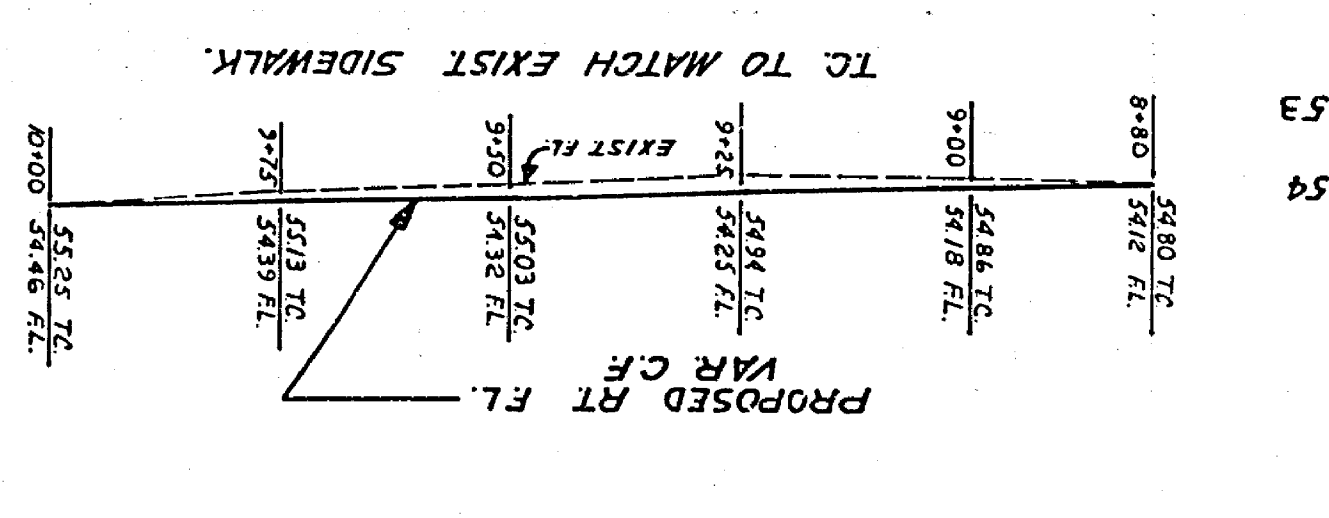 PROPOSED RT. F.L.
VAR. C.F.
54.80 T.C.
54.12 F.L.
54.86 T.C.
54.18 F.L.
54.94 T.C.
54.25 F.L.
55.03 T.C.
54.32 F.L.
55.13 T.C.
54.39 F.L.
55.25 T.C.
54.46 F.L.
54
EXIST. F.L.
8+80
9+00
9+25
9+50
9+75
10+00
53
T.C. TO MATCH EXIST. SIDEWALK.